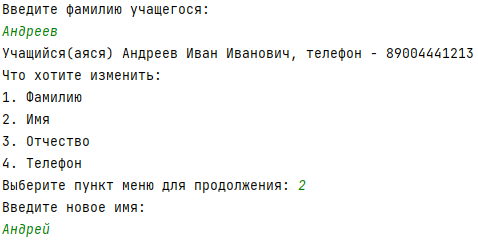 Введите фамилию учащегося:
Андреев
Учащийся(аяся) Андреев Иван Иванович, телефон - 89004441213
Что хотите изменить:
1. Фамилию
2. Имя
3. Отчество
4. Телефон
Выберите пункт меню для продолжения: 2
Введите новое имя:
Андрей